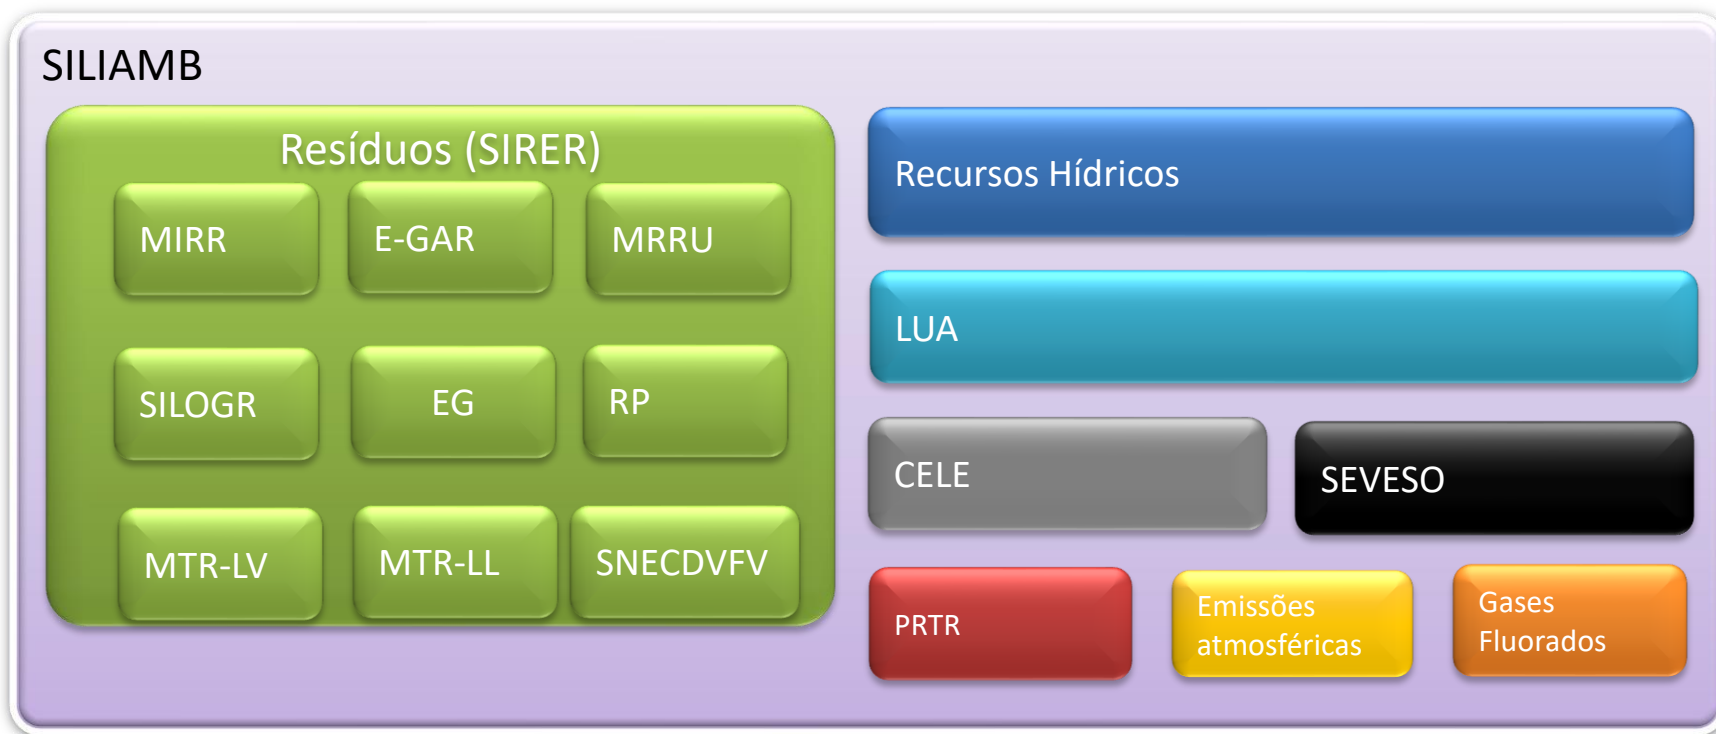 SILIAMB
Resíduos (SIRER)
MIRR
E-GAR
MRRU
SILOGR
EG
RP
MTR-LV
MTR-LL
SNECDVFV
Recursos Hídricos
LUA
CELE
SEVESO
PRTR
Emissões
atmosféricas
Gases
Fluorados